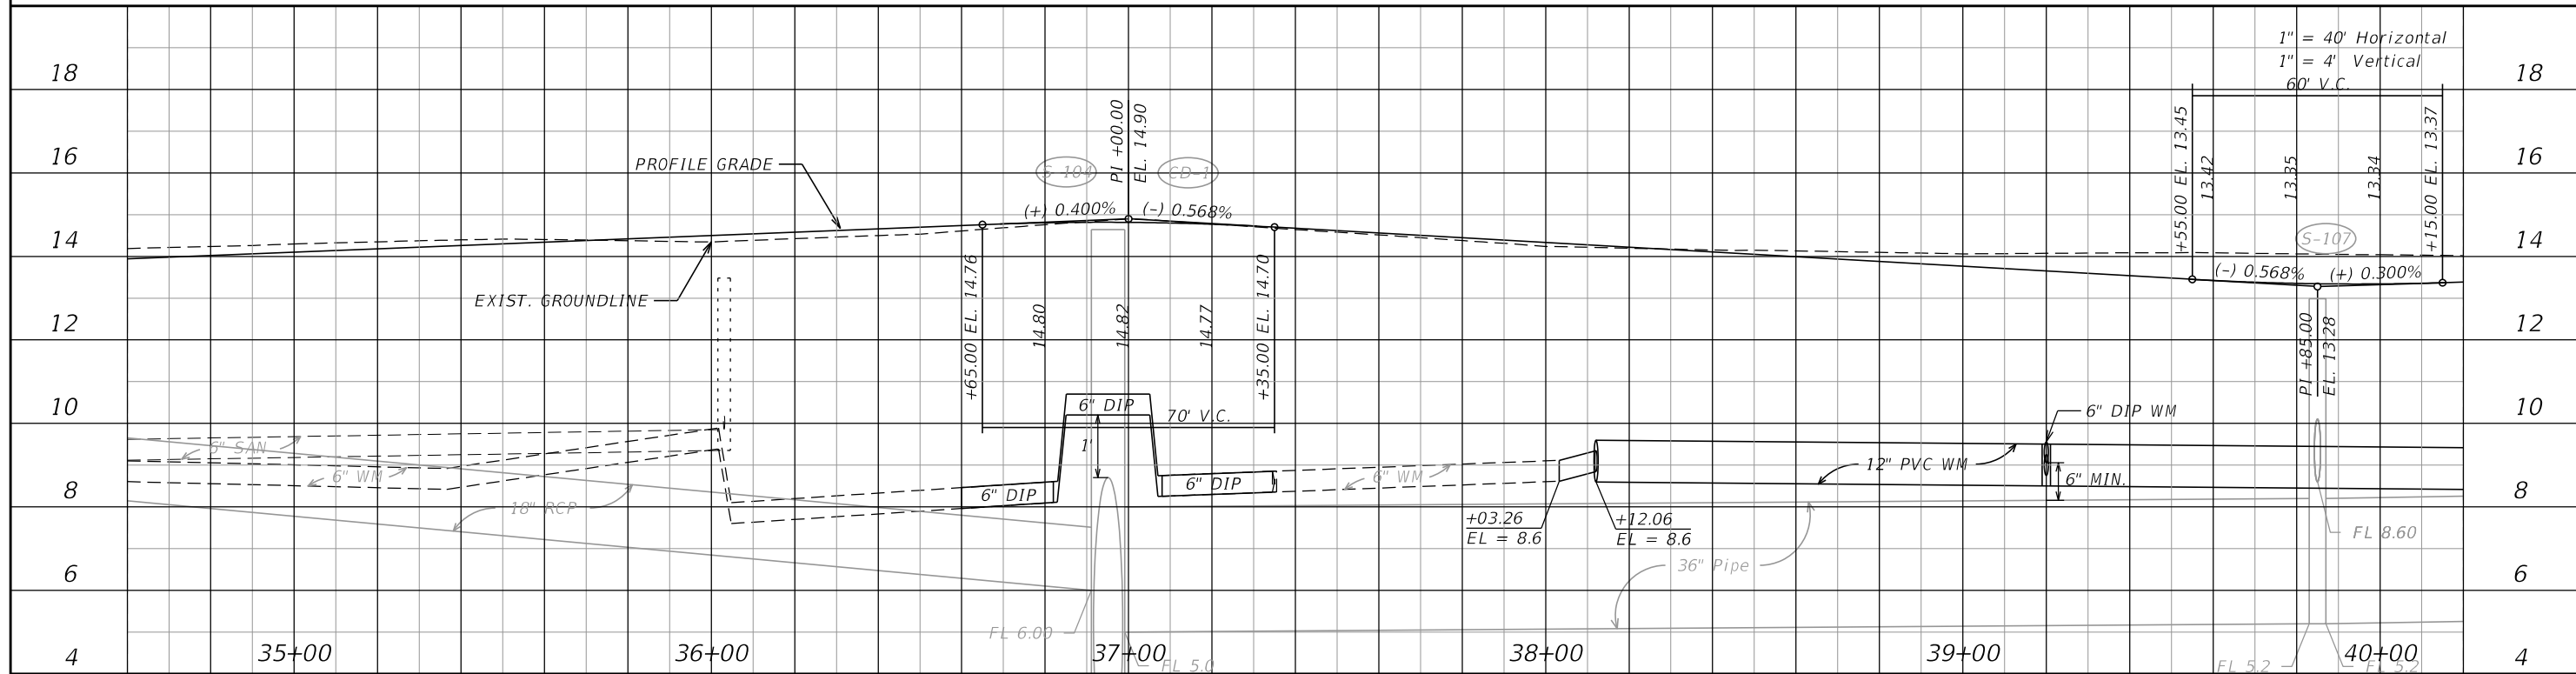 1" = 40' Horizontal
1" = 4' Vertical
60' V.C.
18
18
16
16
14
14
12
12
10
10
8
8
6
6
4
4
PROFILE GRADE
EXIST. GROUNDLINE
S-104
CD-1
PI +00.00
EL. 14.90
(+) 0.400%
(-) 0.568%
+65.00 EL. 14.76
14.80
14.82
14.77
+35.00 EL. 14.70
70' V.C.
+55.00 EL. 13.45
13.42
13.35
13.34
+15.00 EL. 13.37
S-107
(-) 0.568%
(+) 0.300%
PI +85.00
EL. 13.28
6" SAN
6" WM
18" RCP
6" DIP
6" DIP
1'
6" DIP
6" WM
+03.26
EL = 8.6
+12.06
EL = 8.6
12" PVC WM
6" DIP WM
6" MIN.
36" Pipe
FL 8.60
FL 6.00
FL 5.0
FL 5.2
FL 5.2
35+00
36+00
37+00
38+00
39+00
40+00